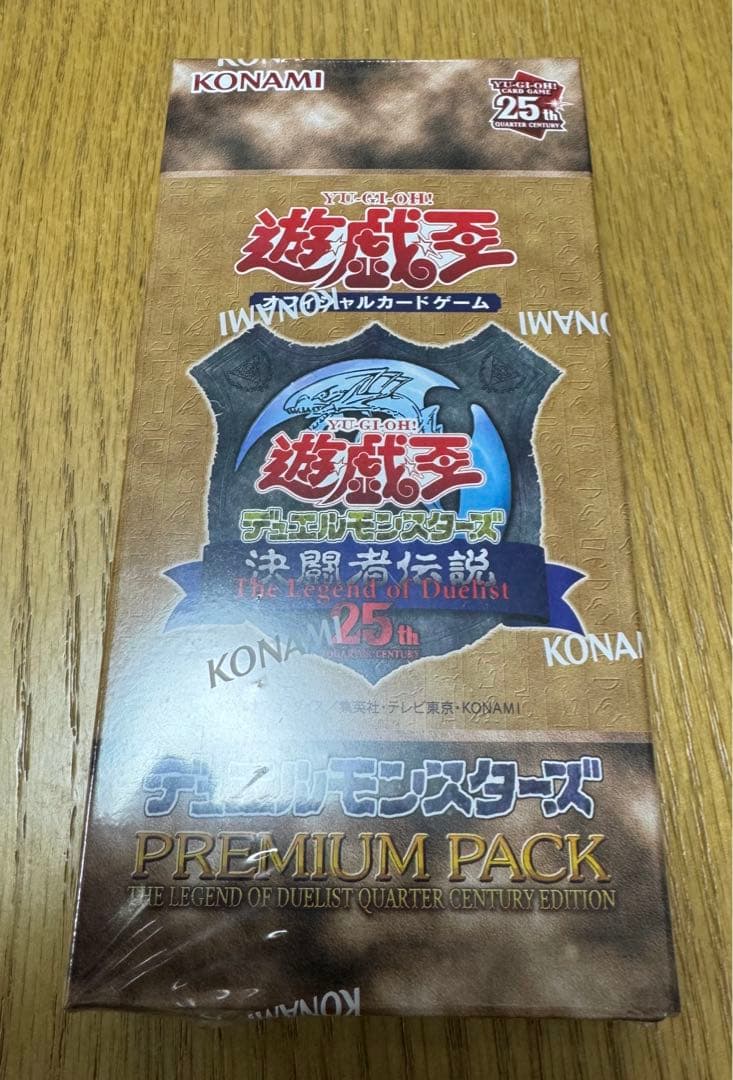 KONAMI
YU-GI-OH!
CARD GAME
25th
QUARTER CENTURY
YU-GI-OH!
遊戯王
オフィシャルカードゲーム
KONAMI
KONAMI
YU-GI-OH!
遊戯王
デュエルモンスターズ
決闘者伝説
The Legend of Duelist
25th
QUARTER CENTURY
KONAMI
KONAM
ダイス/集英社・テレビ東京・KONAMI
デュエルモンスターズ
PREMIUM PACK
THE LEGEND OF DUELIST QUARTER CENTURY EDITION
KONAMI